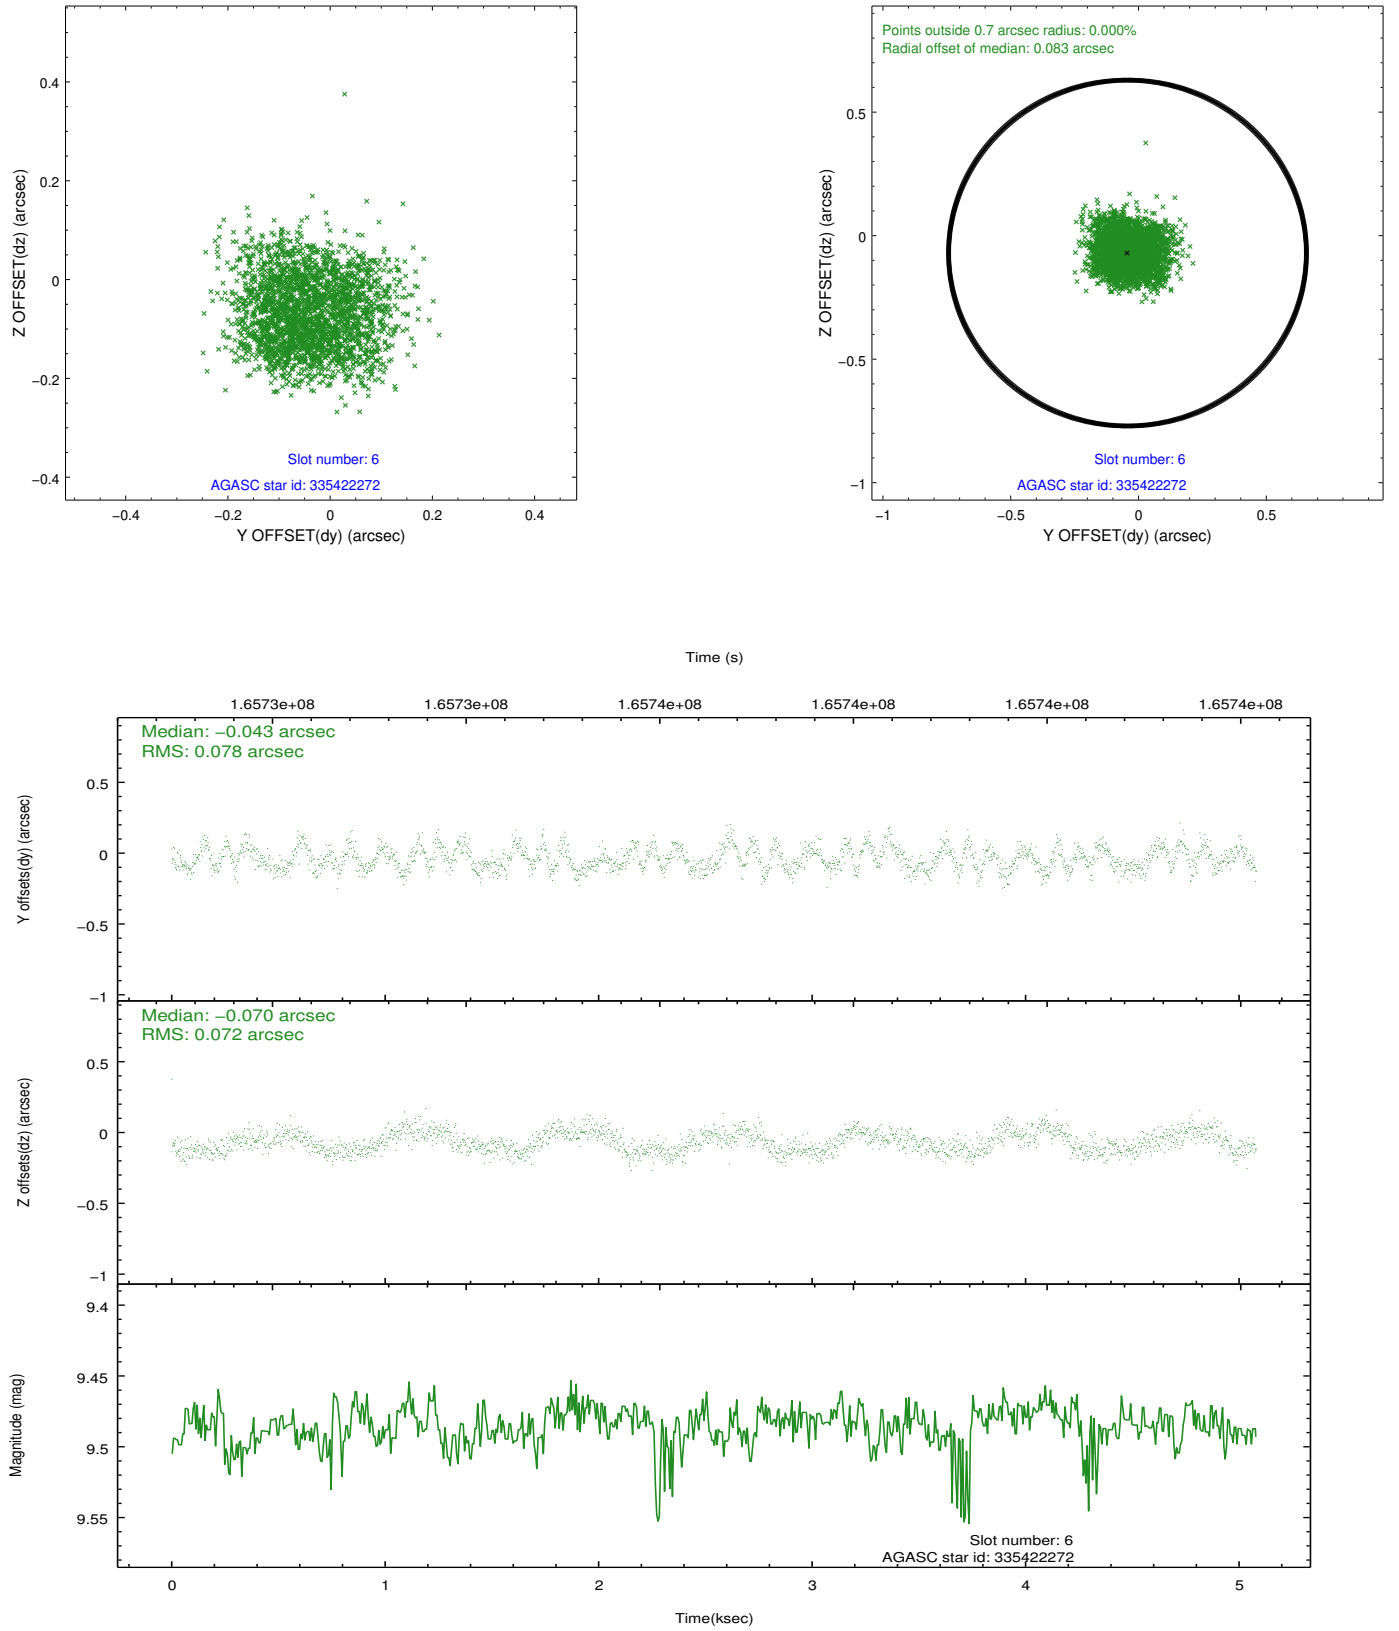 0.4
0.2
0
−0.2
−0.4
Z OFFSET(dz) (arcsec)
Slot number: 6
AGASC star id: 335422272
−0.4 −0.2 0 0.2 0.4
Y OFFSET(dy) (arcsec)
Points outside 0.7 arcsec radius: 0.000%
Radial offset of median: 0.083 arcsec
0.5
0
−0.5
−1
Z OFFSET(dz) (arcsec)
Slot number: 6
AGASC star id: 335422272
−1 −0.5 0 0.5
Y OFFSET(dy) (arcsec)
Time (s)
1.6573e+08 1.6573e+08 1.6574e+08 1.6574e+08 1.6574e+08 1.6574e+08
Median: −0.043 arcsec
RMS: 0.078 arcsec
0.5
0
−0.5
−1
Y offsets(dy) (arcsec)
Median: −0.070 arcsec
RMS: 0.072 arcsec
0.5
0
−0.5
−1
Z offsets(dz) (arcsec)
9.4
9.45
9.5
9.55
Magnitude (mag)
Slot number: 6
AGASC star id: 335422272
0 1 2 3 4 5
Time(ksec)